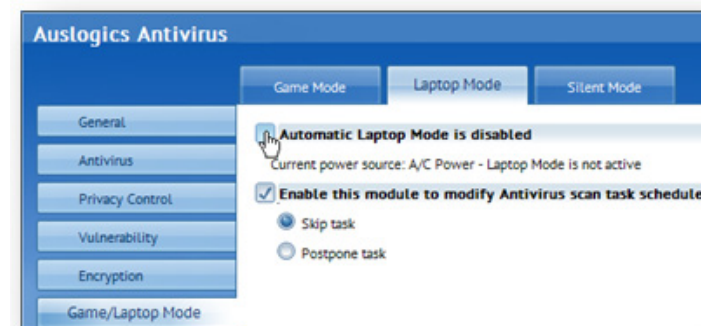 Auslogics Antivirus
Game Mode
Laptop Mode
Silent Mode
General
Antivirus
Privacy Control
Vulnerability
Encryption
Game/Laptop Mode
Automatic Laptop Mode is disabled
Current power source: A/C Power - Laptop Mode is not active
Enable this module to modify Antivirus scan task schedule
Skip task
Postpone task